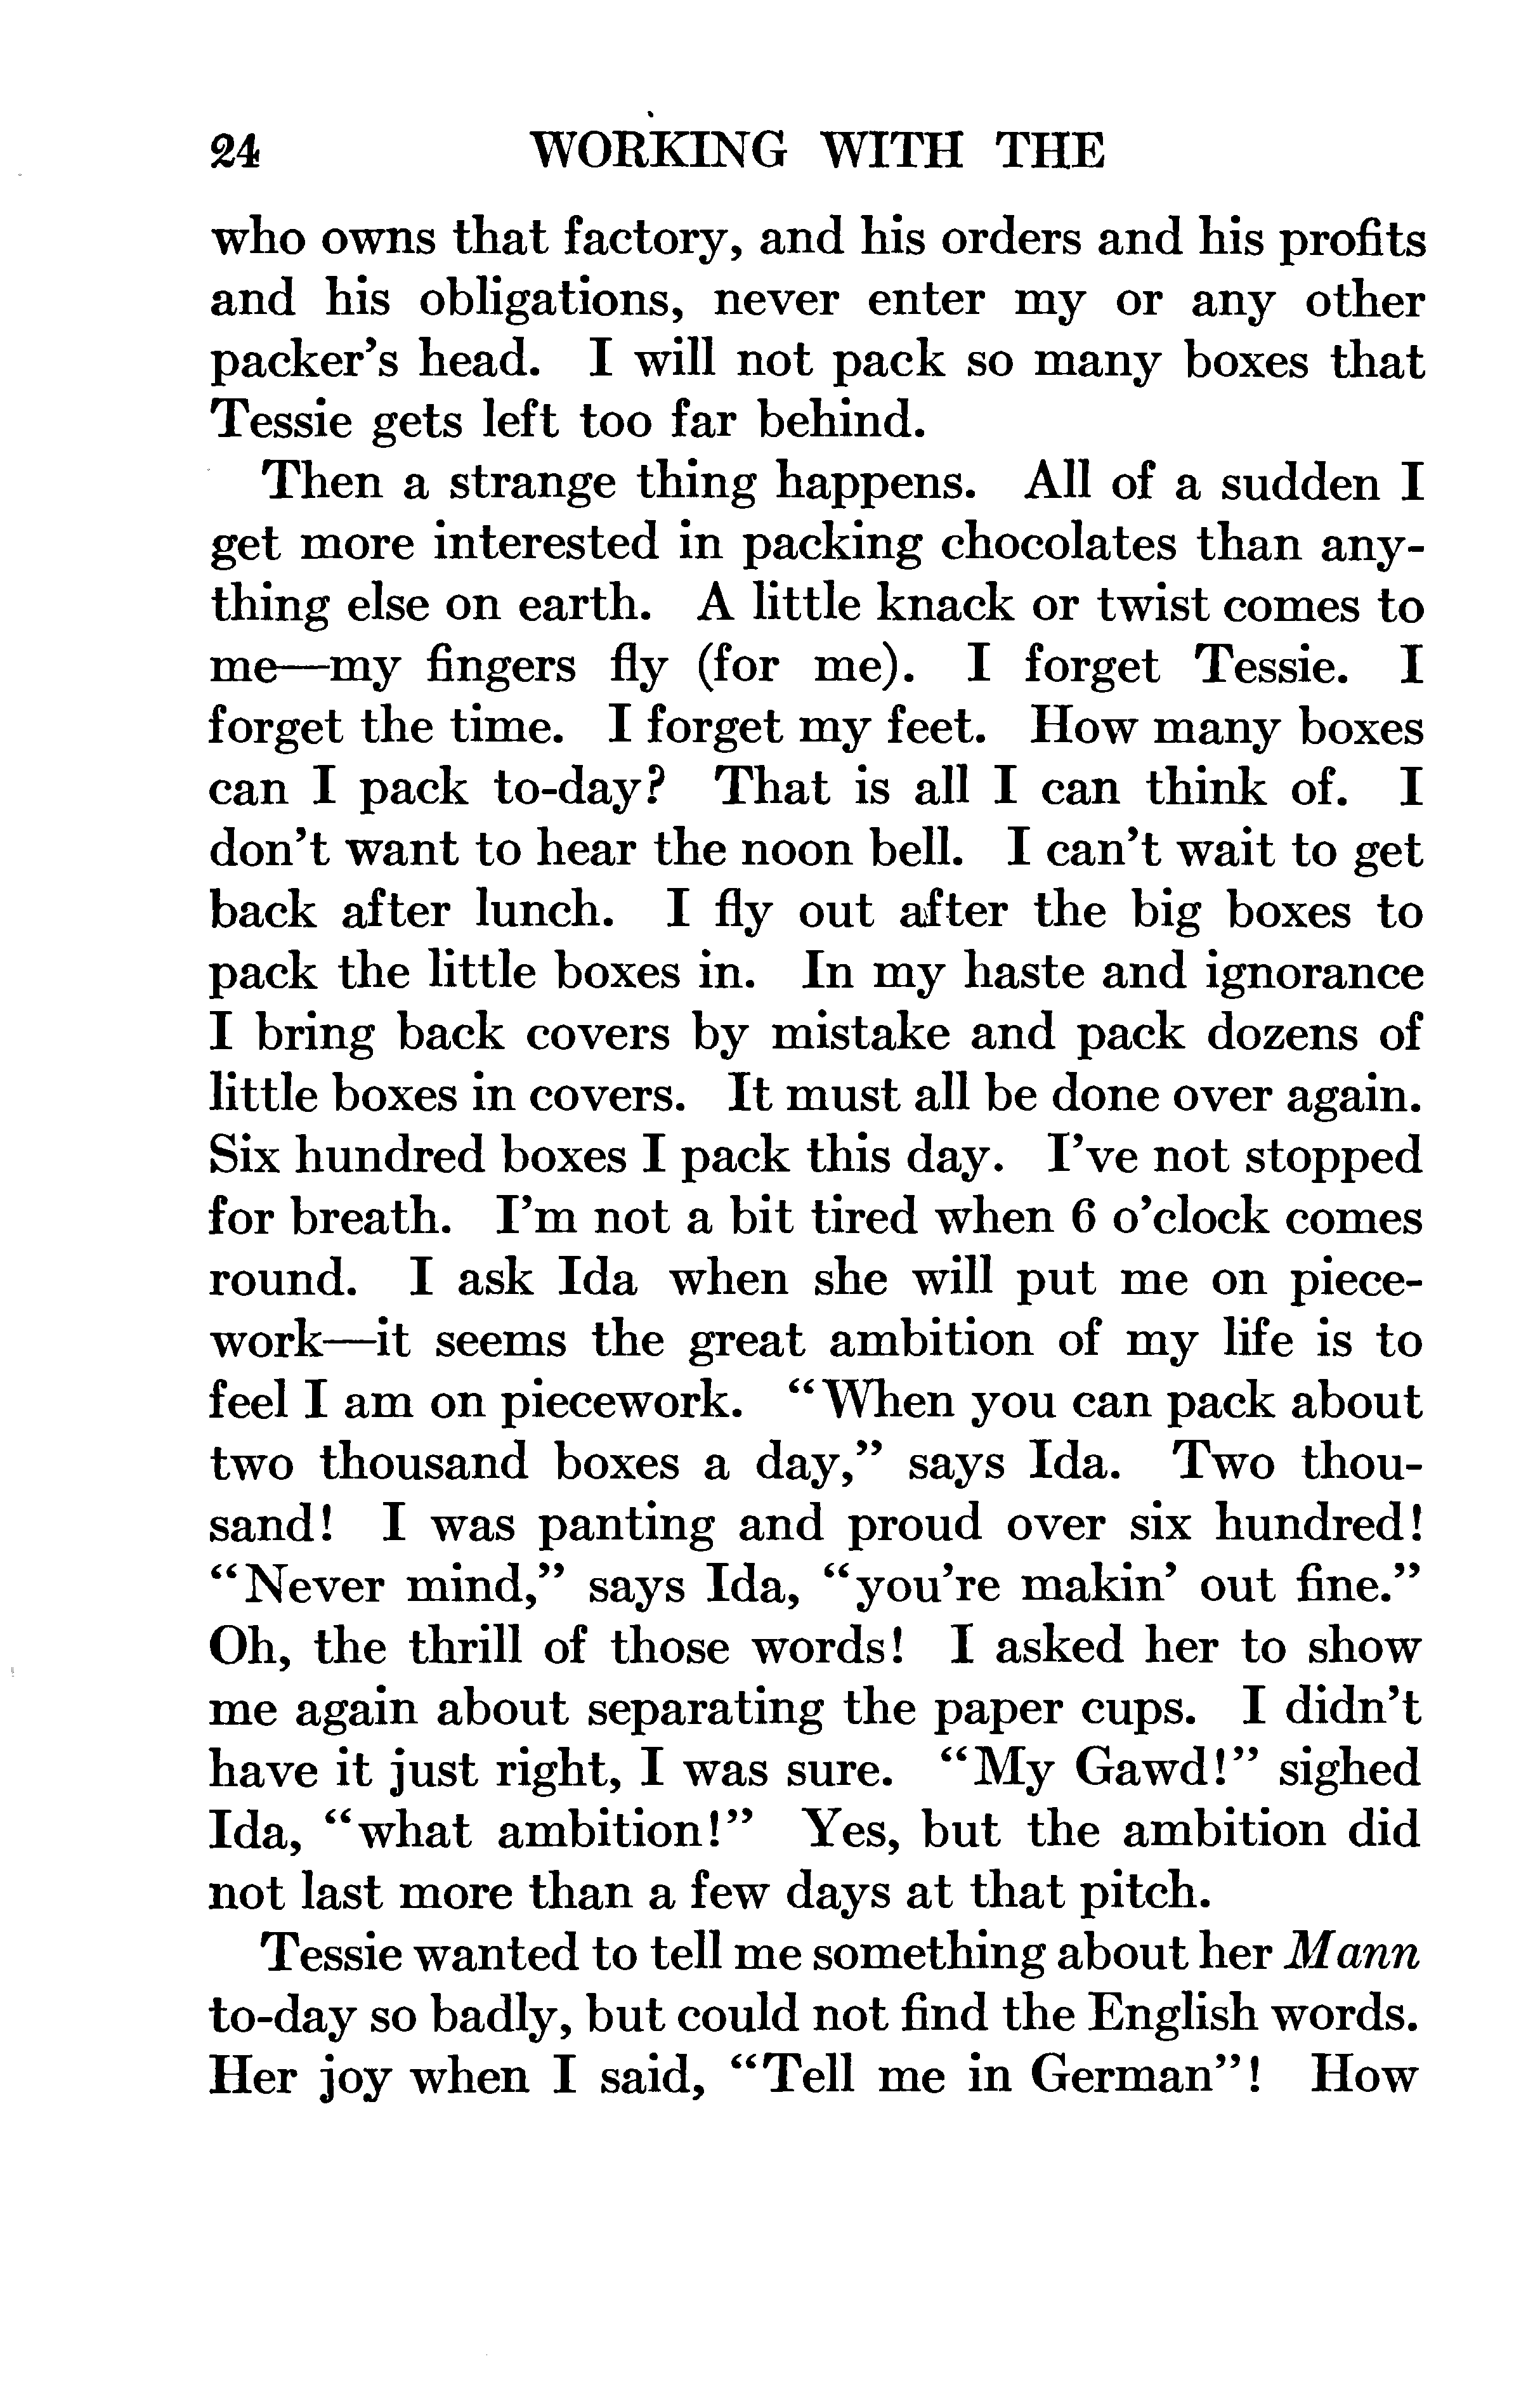 24 WORKING WITH THE
who owns that factory, and his orders and his profits
and his obligations, never enter my or any other
packer's head. I will not pack so many boxes that
Tessie gets left too far behind.
Then a strange thing happens. All of a sudden I
get more interested in packing chocolates than any-
thing else on earth. A little knack or twist comes to
me—my fingers fly (for me). I forget Tessie. I
forget the time. I forget my feet. How many boxes
can I pack to-day? That is all I can think of. I
don't want to hear the noon bell. I can't wait to get
back after lunch. I fly out after the big boxes to
pack the little boxes in. In my haste and ignorance
I bring back covers by mistake and pack dozens of
little boxes in covers. It must all be done over again.
Six hundred boxes I pack this day. I've not stopped
for breath. I'm not a bit tired when 6 o'clock comes
round. I ask Ida when she will put me on piece-
work—it seems the great ambition of my life is to
feel I am on piecework. "When you can pack about
two thousand boxes a day," says Ida. Two thou-
sand! I was panting and proud over six hundred!
"Never mind," says Ida, "you're makin' out fine."
Oh, the thrill of those words! I asked her to show
me again about separating the paper cups. I didn't
have it just right, I was sure. "My Gawd!" sighed
Ida, "what ambition!" Yes, but the ambition did
not last more than a few days at that pitch.
Tessie wanted to tell me something about her Mann
to-day so badly, but could not find the English words.
Her joy when I said, "Tell me in German"! How